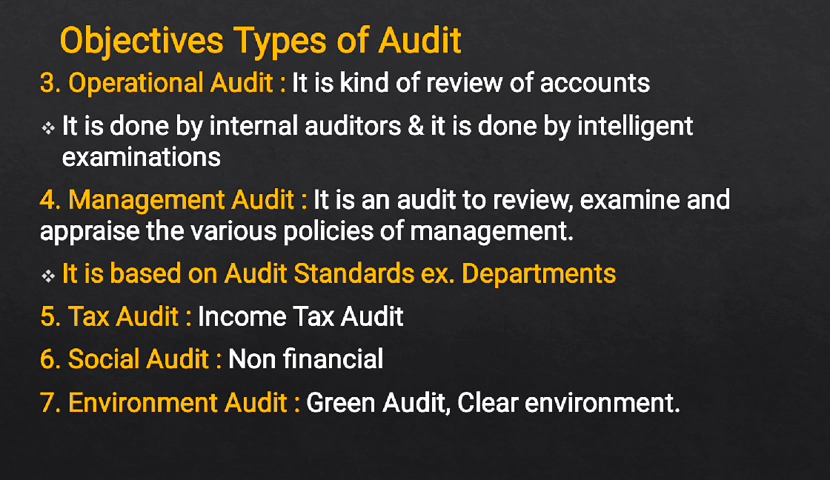 Objectives Types of Audit
3. Operational Audit : It is kind of review of accounts
❖ It is done by internal auditors & it is done by intelligent
examinations
4. Management Audit : It is an audit to review, examine and
appraise the various policies of management.
❖ It is based on Audit Standards ex. Departments
5. Tax Audit : Income Tax Audit
6. Social Audit : Non financial
7. Environment Audit : Green Audit, Clear environment.